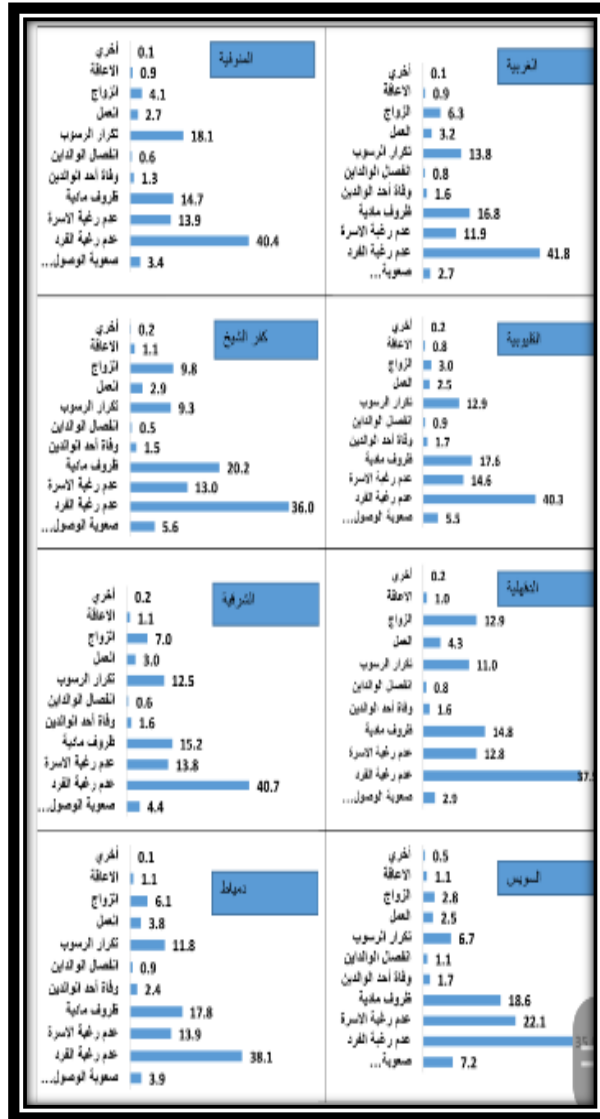 الغربية
أخري 0.1
الاعاقة 0.9
الزواج 6.3
العمل 3.2
تكرار الرسوب 13.8
انفصال الوالداين 0.8
وفاة أحد الوالدين 1.6
ظروف مادية 16.8
عدم رغبة الاسرة 11.9
عدم رغبة الفرد 41.8
صعوبة... 2.7
المنوفية
أخري 0.1
الاعاقة 0.9
الزواج 4.1
العمل 2.7
تكرار الرسوب 18.1
انفصال الوالداين 0.6
وفاة أحد الوالدين 1.3
ظروف مادية 14.7
عدم رغبة الاسرة 13.9
عدم رغبة الفرد 40.4
صعوبة الوصول... 3.4
القليوبية
أخري 0.2
الاعاقة 0.8
الزواج 3.0
العمل 2.5
تكرار الرسوب 12.9
انفصال الوالداين 0.9
وفاة أحد الوالدين 1.7
ظروف مادية 17.6
عدم رغبة الاسرة 14.6
عدم رغبة الفرد 40.3
صعوبة الوصول... 5.5
كفر الشيخ
أخري 0.2
الاعاقة 1.1
الزواج 9.8
العمل 2.9
تكرار الرسوب 9.3
انفصال الوالداين 0.5
وفاة أحد الوالدين 1.5
ظروف مادية 20.2
عدم رغبة الاسرة 13.0
عدم رغبة الفرد 36.0
صعوبة الوصول... 5.6
الدقهلية
أخري 0.2
الاعاقة 1.0
الزواج 12.9
العمل 4.3
تكرار الرسوب 11.0
انفصال الوالداين 0.8
وفاة أحد الوالدين 1.6
ظروف مادية 14.8
عدم رغبة الاسرة 12.8
عدم رغبة الفرد
صعوبة الوصول... 2.9
الشرقية
أخري 0.2
الاعاقة 1.1
الزواج 7.0
العمل 3.0
تكرار الرسوب 12.5
انفصال الوالداين 0.6
وفاة أحد الوالدين 1.6
ظروف مادية 15.2
عدم رغبة الاسرة 13.8
عدم رغبة الفرد 40.7
صعوبة الوصول... 4.4
السويس
أخري 0.5
الاعاقة 1.1
الزواج 2.8
العمل 2.5
تكرار الرسوب 6.7
انفصال الوالداين 1.1
وفاة أحد الوالدين 1.7
ظروف مادية 18.6
عدم رغبة الاسرة 22.1
عدم رغبة الفرد
صعوبة... 7.2
دمياط
أخري 0.1
الاعاقة 1.1
الزواج 6.1
العمل 3.8
تكرار الرسوب 11.8
انفصال الوالداين 0.9
وفاة أحد الوالدين 2.4
ظروف مادية 17.8
عدم رغبة الاسرة 13.9
عدم رغبة الفرد 38.1
صعوبة الوصول... 3.9